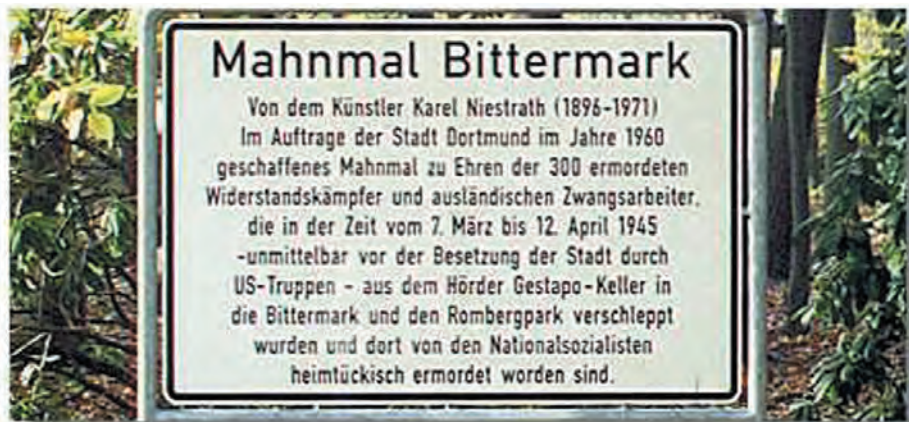 Mahnmal Bittermark
Von dem Künstler Karel Niestrath (1896-1971)
Im Auftrage der Stadt Dortmund im Jahre 1960
geschaffenes Mahnmal zu Ehren der 300 ermordeten
Widerstandskämpfer und ausländischen Zwangsarbeiter,
die in der Zeit vom 7. März bis 12. April 1945
-unmittelbar vor der Besetzung der Stadt durch
US-Truppen - aus dem Hörder Gestapo-Keller in
die Bittermark und den Rombergpark verschleppt
wurden und dort von den Nationalsozialisten
heimtückisch ermordet worden sind.